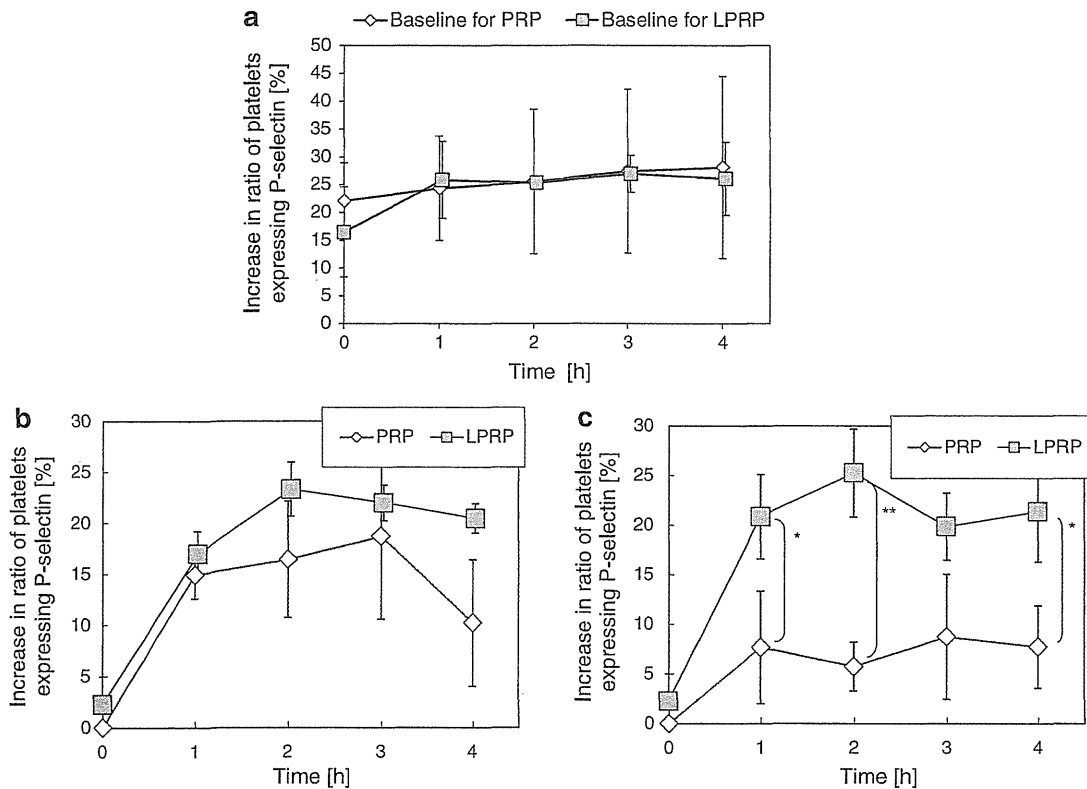 a
Baseline for PRP
Baseline for LPRP
Increase in ratio of platelets
expressing P-selectin [%]
50
45
40
35
30
25
20
15
10
5
0
0 1 2 3 4
Time [h]
b
PRP
LPRP
Increase in ratio of platelets
expressing P-selectin [%]
30
25
20
15
10
5
0
0 1 2 3 4
Time [h]
c
PRP
LPRP
Increase in ratio of platelets
expressing P-selectin [%]
30
25
20
15
10
5
0
*
**
*
0 1 2 3 4
Time [h]